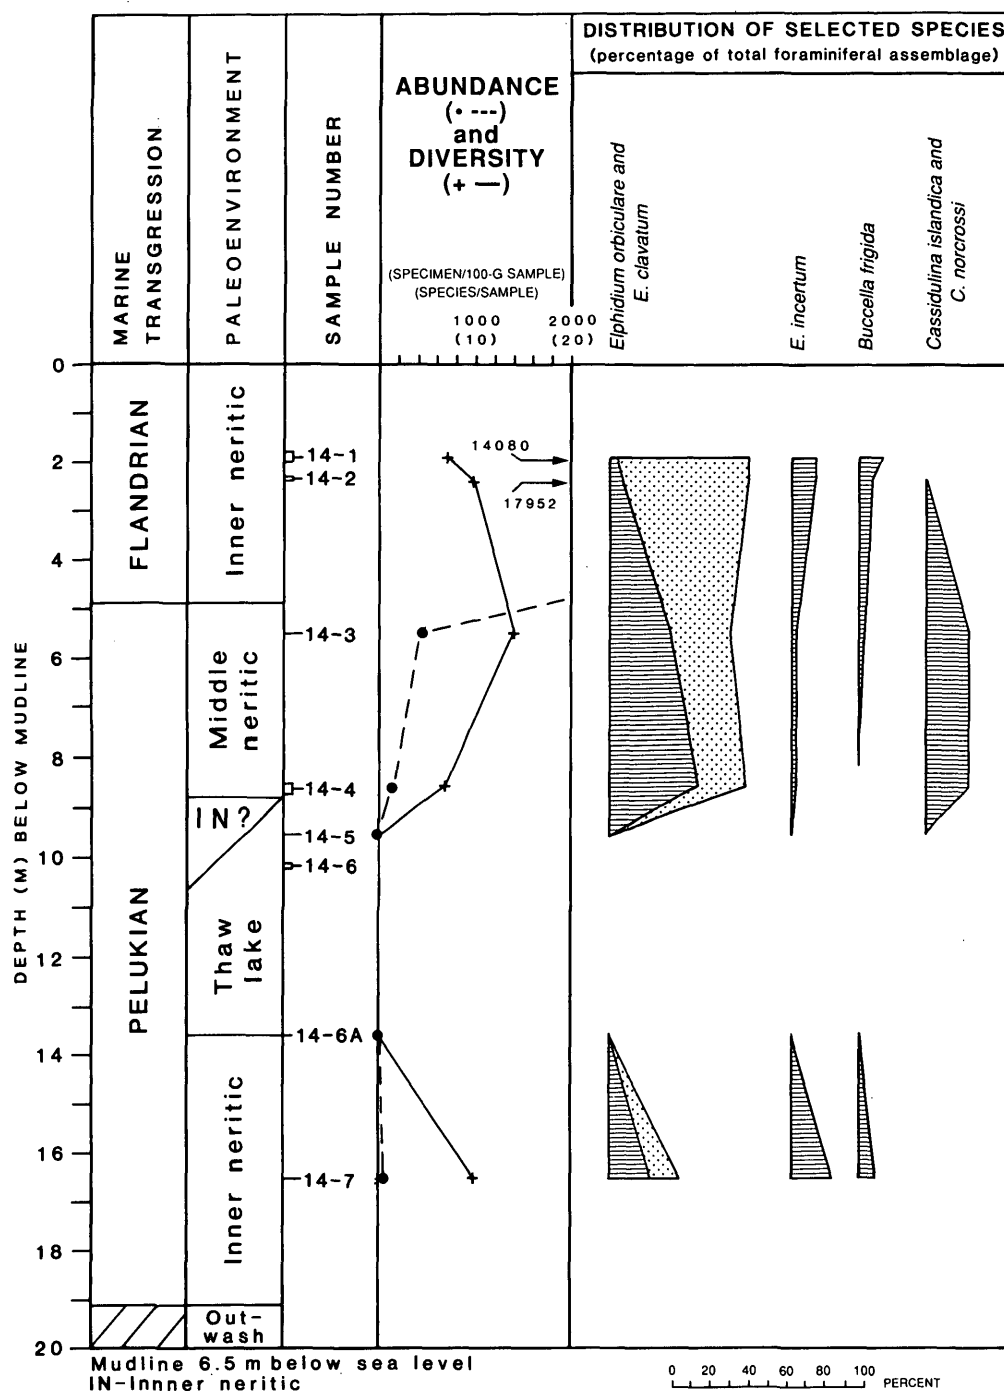 DISTRIBUTION OF SELECTED SPECIES
(percentage of total foraminiferal assemblage)
MARINE
TRANSGRESSION
PALEOENVIRONMENT
SAMPLE NUMBER
ABUNDANCE
(• ---)
and
DIVERSITY
(+ —)
(SPECIMEN/100-G SAMPLE)
(SPECIES/SAMPLE)
1000
(10)
2000
(20)
Elphidium orbiculare and
E. clavatum
E. incertum
Buccella frigida
Cassidulina islandica and
C. norcrossi
DEPTH (M) BELOW MUDLINE
0
2
4
6
8
10
12
14
16
18
20
FLANDRIAN
PELUKIAN
Inner neritic
Middle
neritic
IN?
Thaw
lake
Inner neritic
Out-
wash
14-1
14-2
14-3
14-4
14-5
14-6
14-6A
14-7
14080
17952
Mudline 6.5 m below sea level
IN-Innner neritic
0 20 40 60 80 100 PERCENT